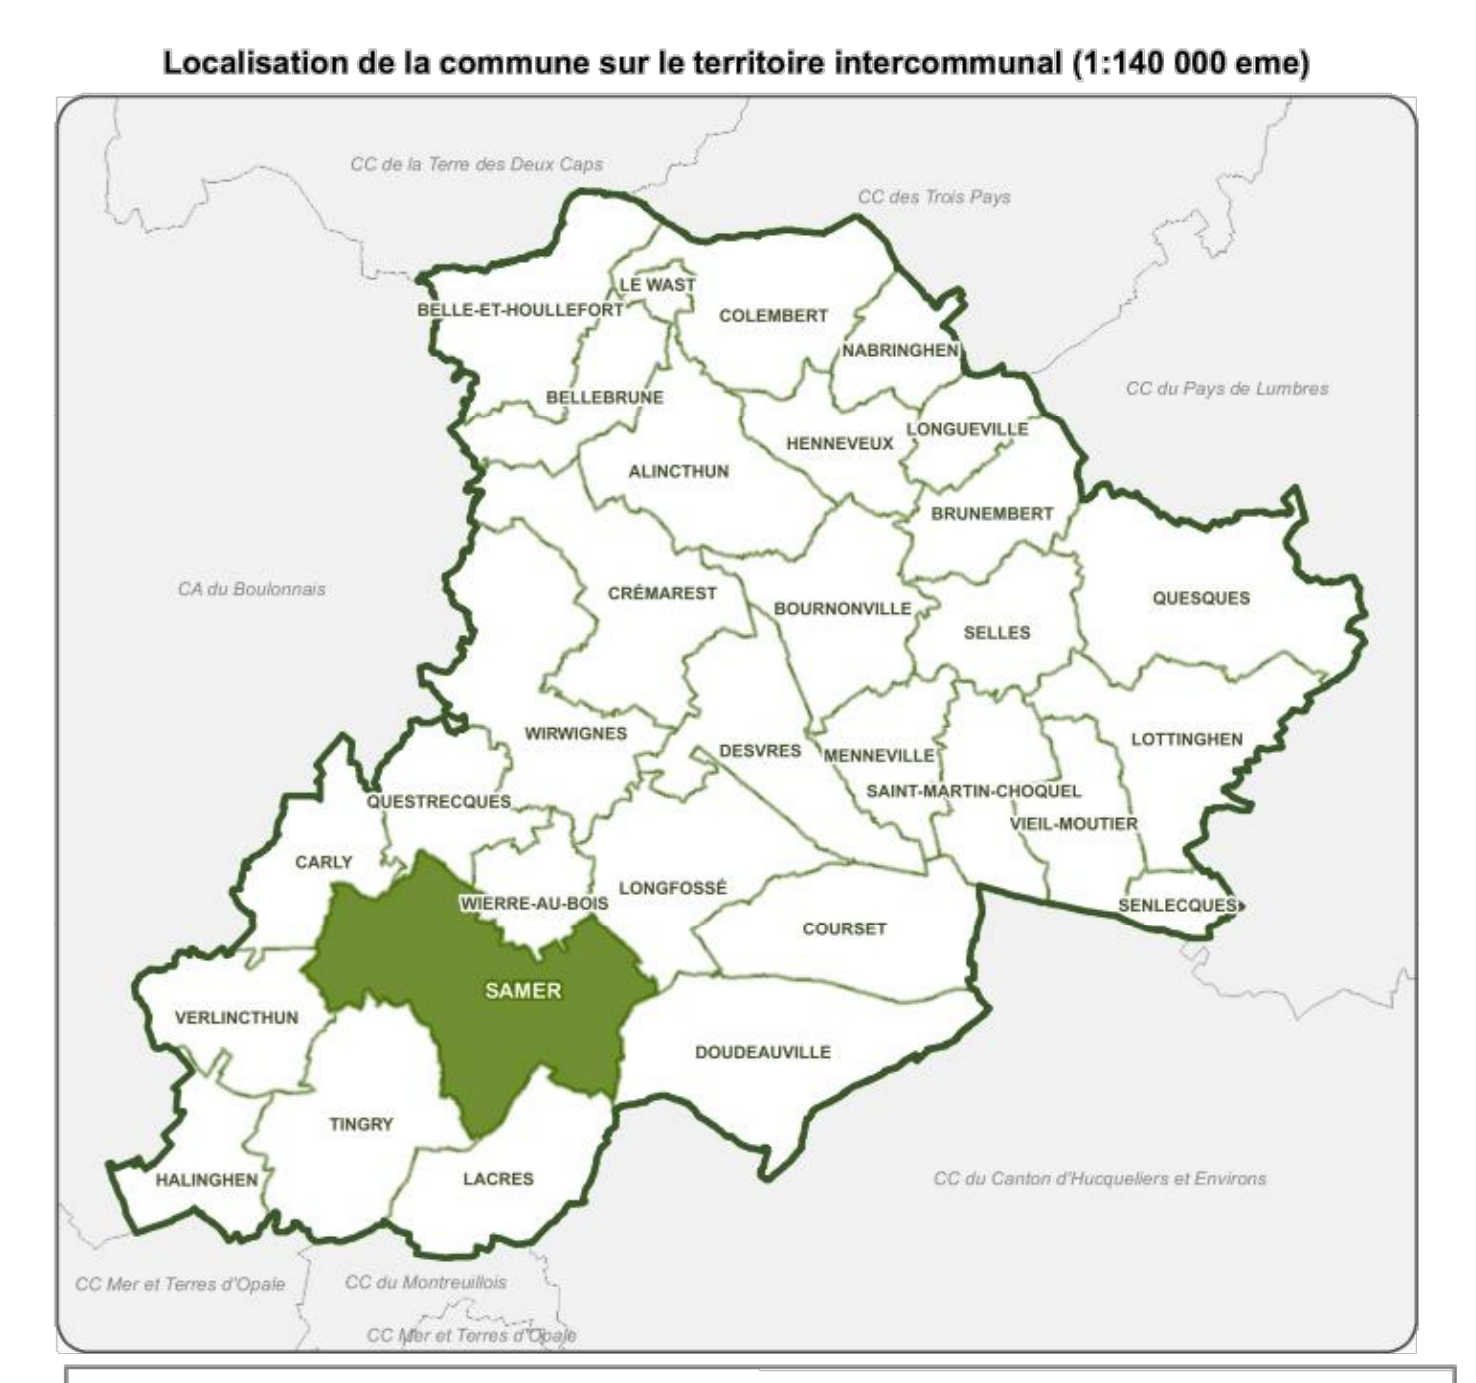 Localisation de la commune sur le territoire intercommunal (1:140 000 eme)
CC de la Terre des Deux Caps
CC des Trois Pays
LE WAST
BELLE-ET-HOULLEFORT
COLEMBERT
NABRINGHEN
CC du Pays de Lumbres
BELLEBRUNE
LONGUEVILLE
HENNEVEUX
ALINCTHUN
BRUNEMBERT
CA du Boulonnais
CRÉMAREST
QUESQUES
BOURNONVILLE
SELLES
WIRWIGNES
LOTTINGHEN
DESVRES
MENNEVILLE
SAINT-MARTIN-CHOQUEL
QUESTRECQUES
VIEIL-MOUTIER
CARLY
LONGFOSSÉ
WIERRE-AU-BOIS
SENLECQUES
COURSET
SAMER
VERLINCTHUN
DOUDEAUVILLE
TINGRY
HALINGHEN
LACRES
CC du Canton d'Hucqueliers et Environs
CC Mer et Terres d'Opale
CC du Montreuillois
CC Mer et Terres d'Opale